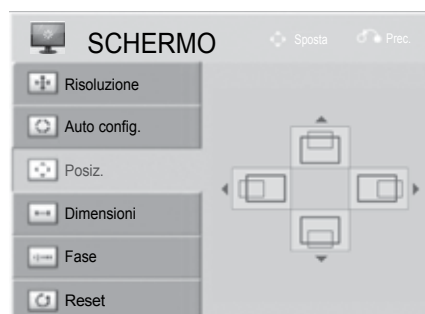 SCHERMO
Sposta
Prec.
Risoluzione
Auto config.
Posiz.
Dimensioni
Fase
Reset